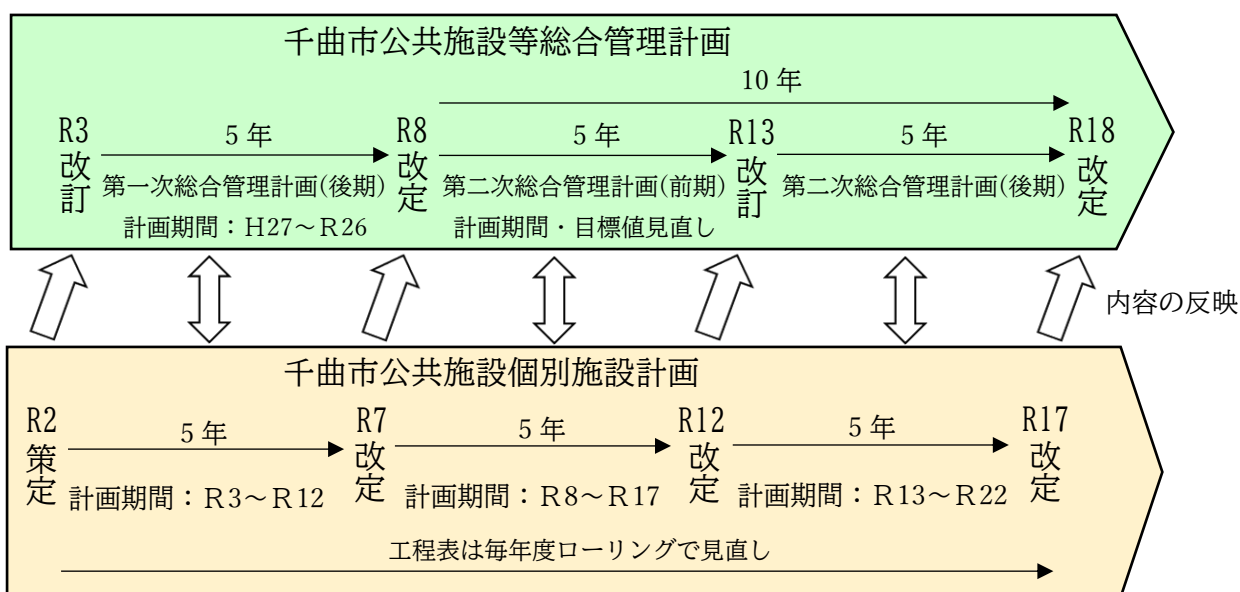 千曲市公共施設等総合管理計画
10 年
R3
改訂
5 年
R8
改定
5 年
R13
改訂
5 年
R18
改定
第一次総合管理計画(後期)
第二次総合管理計画(前期)
第二次総合管理計画(後期)
計画期間：H27～R26
計画期間・目標値見直し
内容の反映
千曲市公共施設個別施設計画
R2
策定
5 年
R7
改定
5 年
R12
改定
5 年
R17
改定
計画期間：R3～R12
計画期間：R8～R17
計画期間：R13～R22
工程表は毎年度ローリングで見直し